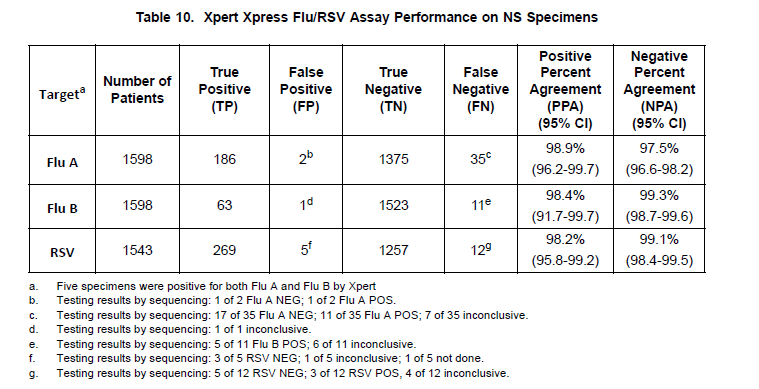 Table 10. Xpert Xpress Flu/RSV Assay Performance on NS Specimens
Targetᵃ | Number of Patients | True Positive (TP) | False Positive (FP) | True Negative (TN) | False Negative (FN) | Positive Percent Agreement (PPA) (95% CI) | Negative Percent Agreement (NPA) (95% CI)
Flu A | 1598 | 186 | 2ᵇ | 1375 | 35ᶜ | 98.9% (96.2-99.7) | 97.5% (96.6-98.2)
Flu B | 1598 | 63 | 1ᵈ | 1523 | 11ᵉ | 98.4% (91.7-99.7) | 99.3% (98.7-99.6)
RSV | 1543 | 269 | 5ᶠ | 1257 | 12ᵍ | 98.2% (95.8-99.2) | 99.1% (98.4-99.5)
a. Five specimens were positive for both Flu A and Flu B by Xpert
b. Testing results by sequencing: 1 of 2 Flu A NEG; 1 of 2 Flu A POS.
c. Testing results by sequencing: 17 of 35 Flu A NEG; 11 of 35 Flu A POS; 7 of 35 inconclusive.
d. Testing results by sequencing: 1 of 1 inconclusive.
e. Testing results by sequencing: 5 of 11 Flu B POS; 6 of 11 inconclusive.
f. Testing results by sequencing: 3 of 5 RSV NEG; 1 of 5 inconclusive; 1 of 5 not done.
g. Testing results by sequencing: 5 of 12 RSV NEG; 3 of 12 RSV POS, 4 of 12 inconclusive.